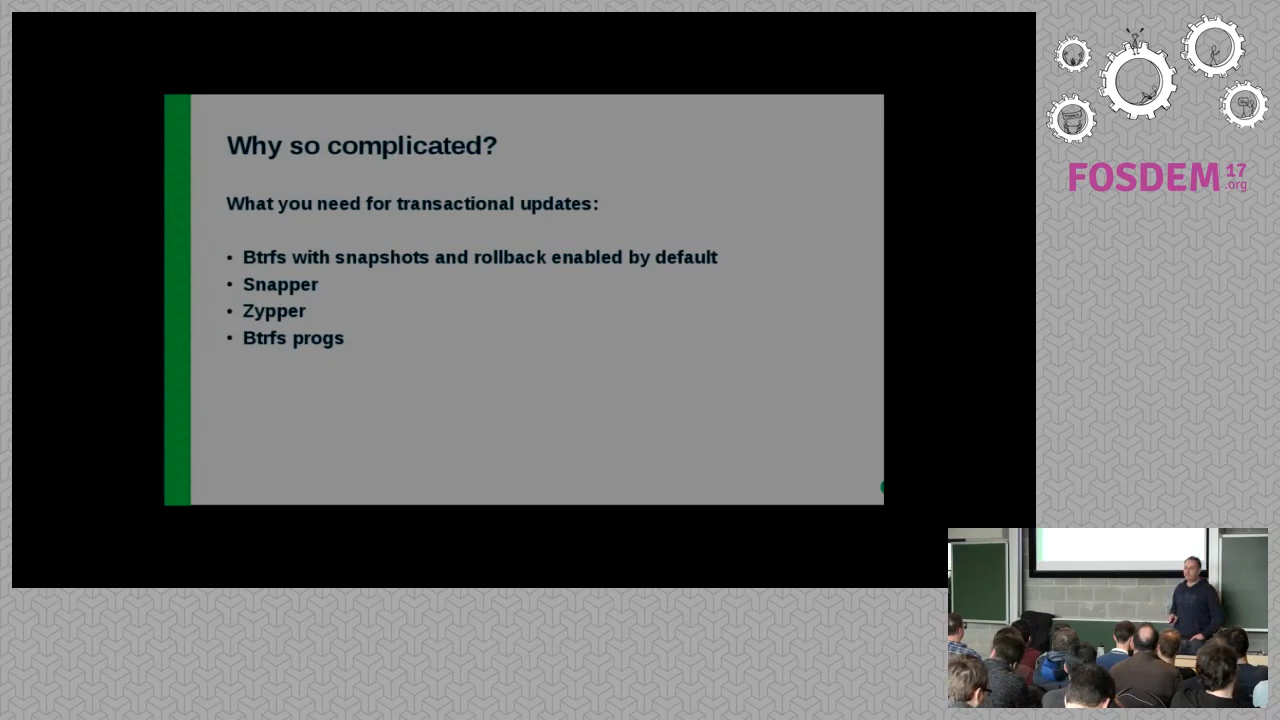 Why so complicated?
What you need for transactional updates:
• Btrfs with snapshots and rollback enabled by default
• Snapper
• Zypper
• Btrfs progs
FOSDEM 17 .org